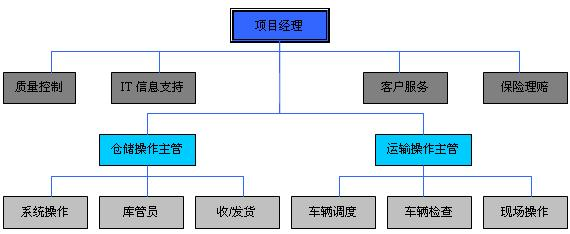 项目经理
质量控制
IT 信息支持
客户服务
保险理赔
仓储操作主管
运输操作主管
系统操作
库管员
收/发货
车辆调度
车辆检查
现场操作